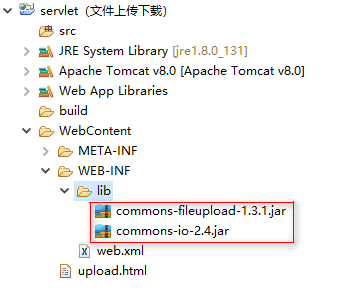 servlet (文件上传下载)
src
JRE System Library [jre1.8.0_131]
Apache Tomcat v8.0 [Apache Tomcat v8.0]
Web App Libraries
build
WebContent
META-INF
WEB-INF
lib
commons-fileupload-1.3.1.jar
commons-io-2.4.jar
web.xml
upload.html